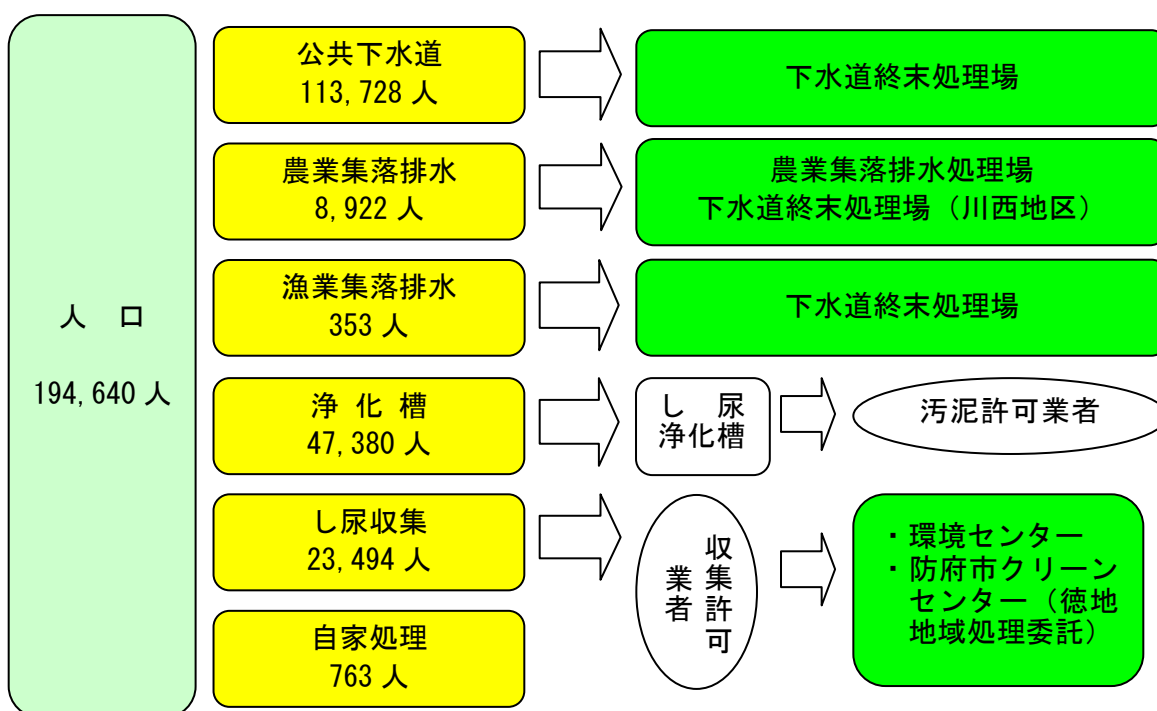 人　口
194,640 人
公共下水道
113,728 人
下水道終末処理場
農業集落排水
8,922 人
農業集落排水処理場
下水道終末処理場（川西地区）
漁業集落排水
353 人
下水道終末処理場
浄 化 槽
47,380 人
し　尿
浄化槽
汚泥許可業者
し尿収集
23,494 人
収集許可
業者
・環境センター
・防府市クリーン
センター（徳地
地域処理委託）
自家処理
763 人